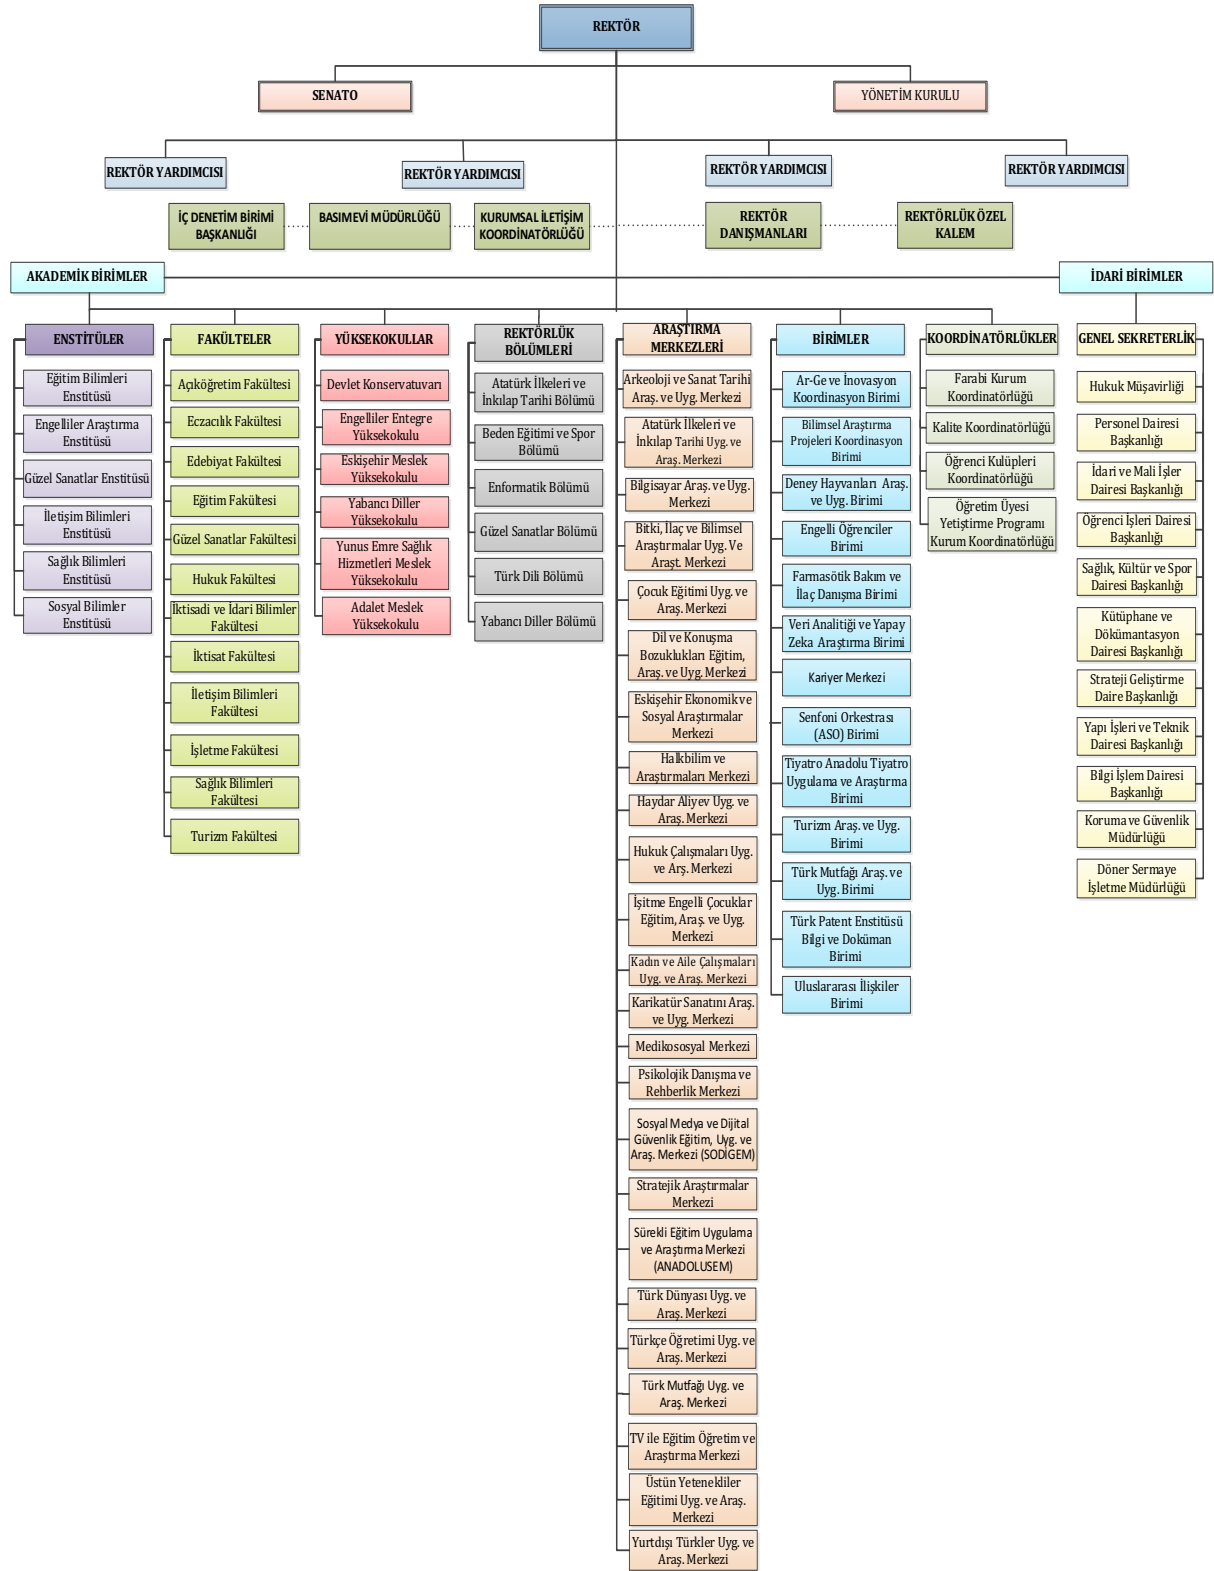 REKTÖR
SENATO
YÖNETİM KURULU
REKTÖR YARDIMCISI
REKTÖR YARDIMCISI
REKTÖR YARDIMCISI
REKTÖR YARDIMCISI
İÇ DENETİM BİRİMİ
BAŞKANLIĞI
BASIMEVİ MÜDÜRLÜĞÜ
KURUMSAL İLETİŞİM
KOORDİNATÖRLÜĞÜ
REKTÖR
DANIŞMANLARI
REKTÖRLÜK ÖZEL
KALEM
AKADEMİK BİRİMLER
İDARİ BİRİMLER
ENSTİTÜLER
Eğitim Bilimleri
Enstitüsü
Engelliler Araştırma
Enstitüsü
Güzel Sanatlar Enstitüsü
İletişim Bilimleri
Enstitüsü
Sağlık Bilimleri
Enstitüsü
Sosyal Bilimler
Enstitüsü
FAKÜLTELER
Açıköğretim Fakültesi
Eczacılık Fakültesi
Edebiyat Fakültesi
Eğitim Fakültesi
Güzel Sanatlar Fakültesi
Hukuk Fakültesi
İktisadi ve İdari Bilimler
Fakültesi
İktisat Fakültesi
İletişim Bilimleri
Fakültesi
İşletme Fakültesi
Sağlık Bilimleri
Fakültesi
Turizm Fakültesi
YÜKSEKOKULLAR
Devlet Konservatuvarı
Engelliler Entegre
Yüksekokulu
Eskişehir Meslek
Yüksekokulu
Yabancı Diller
Yüksekokulu
Yunus Emre Sağlık
Hizmetleri Meslek
Yüksekokulu
Adalet Meslek
Yüksekokulu
REKTÖRLÜK
BÖLÜMLERİ
Atatürk İlkeleri ve
İnkılap Tarihi Bölümü
Beden Eğitimi ve Spor
Bölümü
Enformatik Bölümü
Güzel Sanatlar Bölümü
Türk Dili Bölümü
Yabancı Diller Bölümü
ARAŞTIRMA
MERKEZLERİ
Arkeoloji ve Sanat Tarihi
Araş. ve Uyg. Merkezi
Atatürk İlkeleri ve
İnkılap Tarihi Uyg. ve
Araş. Merkezi
Bilgisayar Araş. ve Uyg.
Merkezi
Bitki, İlaç ve Bilimsel
Araştırmalar Uyg. Ve
Araşt. Merkezi
Çocuk Eğitimi Uyg. ve
Araş. Merkezi
Dil ve Konuşma
Bozuklukları Eğitim,
Araş. ve Uyg. Merkezi
Eskişehir Ekonomik ve
Sosyal Araştırmalar
Merkezi
Halkbilim ve
Araştırmaları Merkezi
Haydar Aliyev Uyg. ve
Araş. Merkezi
Hukuk Çalışmaları Uyg.
ve Arş. Merkezi
İşitme Engelli Çocuklar
Eğitim, Araş. ve Uyg.
Merkezi
Kadın ve Aile Çalışmaları
Uyg. ve Araş. Merkezi
Karikatür Sanatını Araş.
ve Uyg. Merkezi
Medikososyal Merkezi
Psikolojik Danışma ve
Rehberlik Merkezi
Sosyal Medya ve Dijital
Güvenlik Eğitim, Uyg. ve
Araş. Merkezi (SODİGEM)
Stratejik Araştırmalar
Merkezi
Sürekli Eğitim Uygulama
ve Araştırma Merkezi
(ANADOLUSEM)
Türk Dünyası Uyg. ve
Araş. Merkezi
Türkçe Öğretimi Uyg. ve
Araş. Merkezi
Türk Mutfağı Uyg. ve
Araş. Merkezi
TV ile Eğitim Öğretim ve
Araştırma Merkezi
Üstün Yetenekliler
Eğitimi Uyg. ve Araş.
Merkezi
Yurtdışı Türkler Uyg. ve
Araş. Merkezi
BİRİMLER
Ar-Ge ve İnovasyon
Koordinasyon Birimi
Bilimsel Araştırma
Projeleri Koordinasyon
Birimi
Deney Hayvanları Araş.
ve Uyg. Birimi
Engelli Öğrenciler
Birimi
Farmasötik Bakım ve
İlaç Danışma Birimi
Veri Analitiği ve Yapay
Zeka Araştırma Birimi
Kariyer Merkezi
Senfoni Orkestrası
(ASO) Birimi
Tiyatro Anadolu Tiyatro
Uygulama ve Araştırma
Birimi
Turizm Araş. ve Uyg.
Birimi
Türk Mutfağı Araş. ve
Uyg. Birimi
Türk Patent Enstitüsü
Bilgi ve Doküman
Birimi
Uluslararası İlişkiler
Birimi
KOORDİNATÖRLÜKLER
Farabi Kurum
Koordinatörlüğü
Kalite Koordinatörlüğü
Öğrenci Kulüpleri
Koordinatörlüğü
Öğretim Üyesi
Yetiştirme Programı
Kurum Koordinatörlüğü
GENEL SEKRETERLİK
Hukuk Müşavirliği
Personel Dairesi
Başkanlığı
İdari ve Mali İşler
Dairesi Başkanlığı
Öğrenci İşleri Dairesi
Başkanlığı
Sağlık, Kültür ve Spor
Dairesi Başkanlığı
Kütüphane ve
Dökümantasyon
Dairesi Başkanlığı
Strateji Geliştirme
Daire Başkanlığı
Yapı İşleri ve Teknik
Dairesi Başkanlığı
Bilgi İşlem Dairesi
Başkanlığı
Koruma ve Güvenlik
Müdürlüğü
Döner Sermaye
İşletme Müdürlüğü